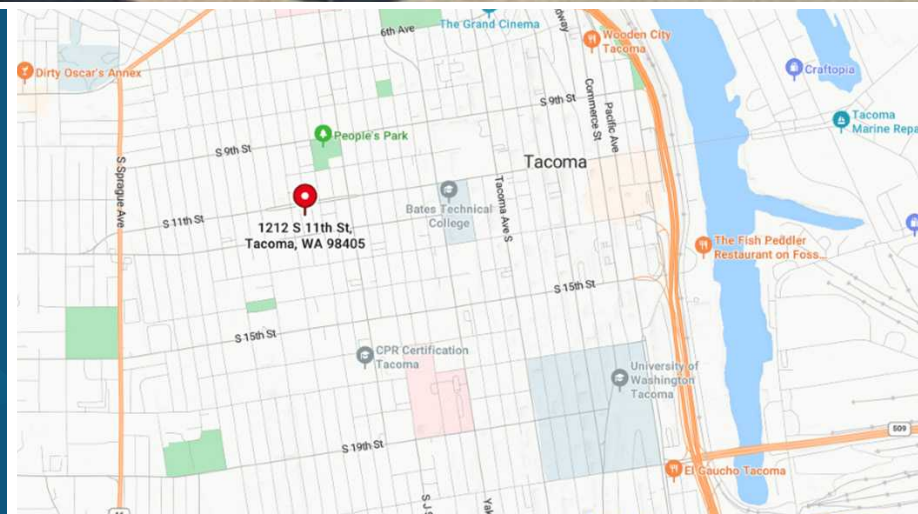 The Grand Cinema
6th Ave
Wooden City
Tacoma
Dirty Oscar's Annex
Craftopia
S 9th St
Commerce St
Pacific Ave
Tacoma
Marine Repa
People's Park
S 9th St
Tacoma
S Sprague Ave
Bates Technical
College
Tacoma Ave S
S 11th St
1212 S 11th St,
Tacoma, WA 98405
The Fish Peddler
Restaurant on Foss...
S 15th St
S 15th St
CPR Certification
Tacoma
University of
Washington
Tacoma
509
S 19th St
El Gaucho Tacoma
S J S
Yak